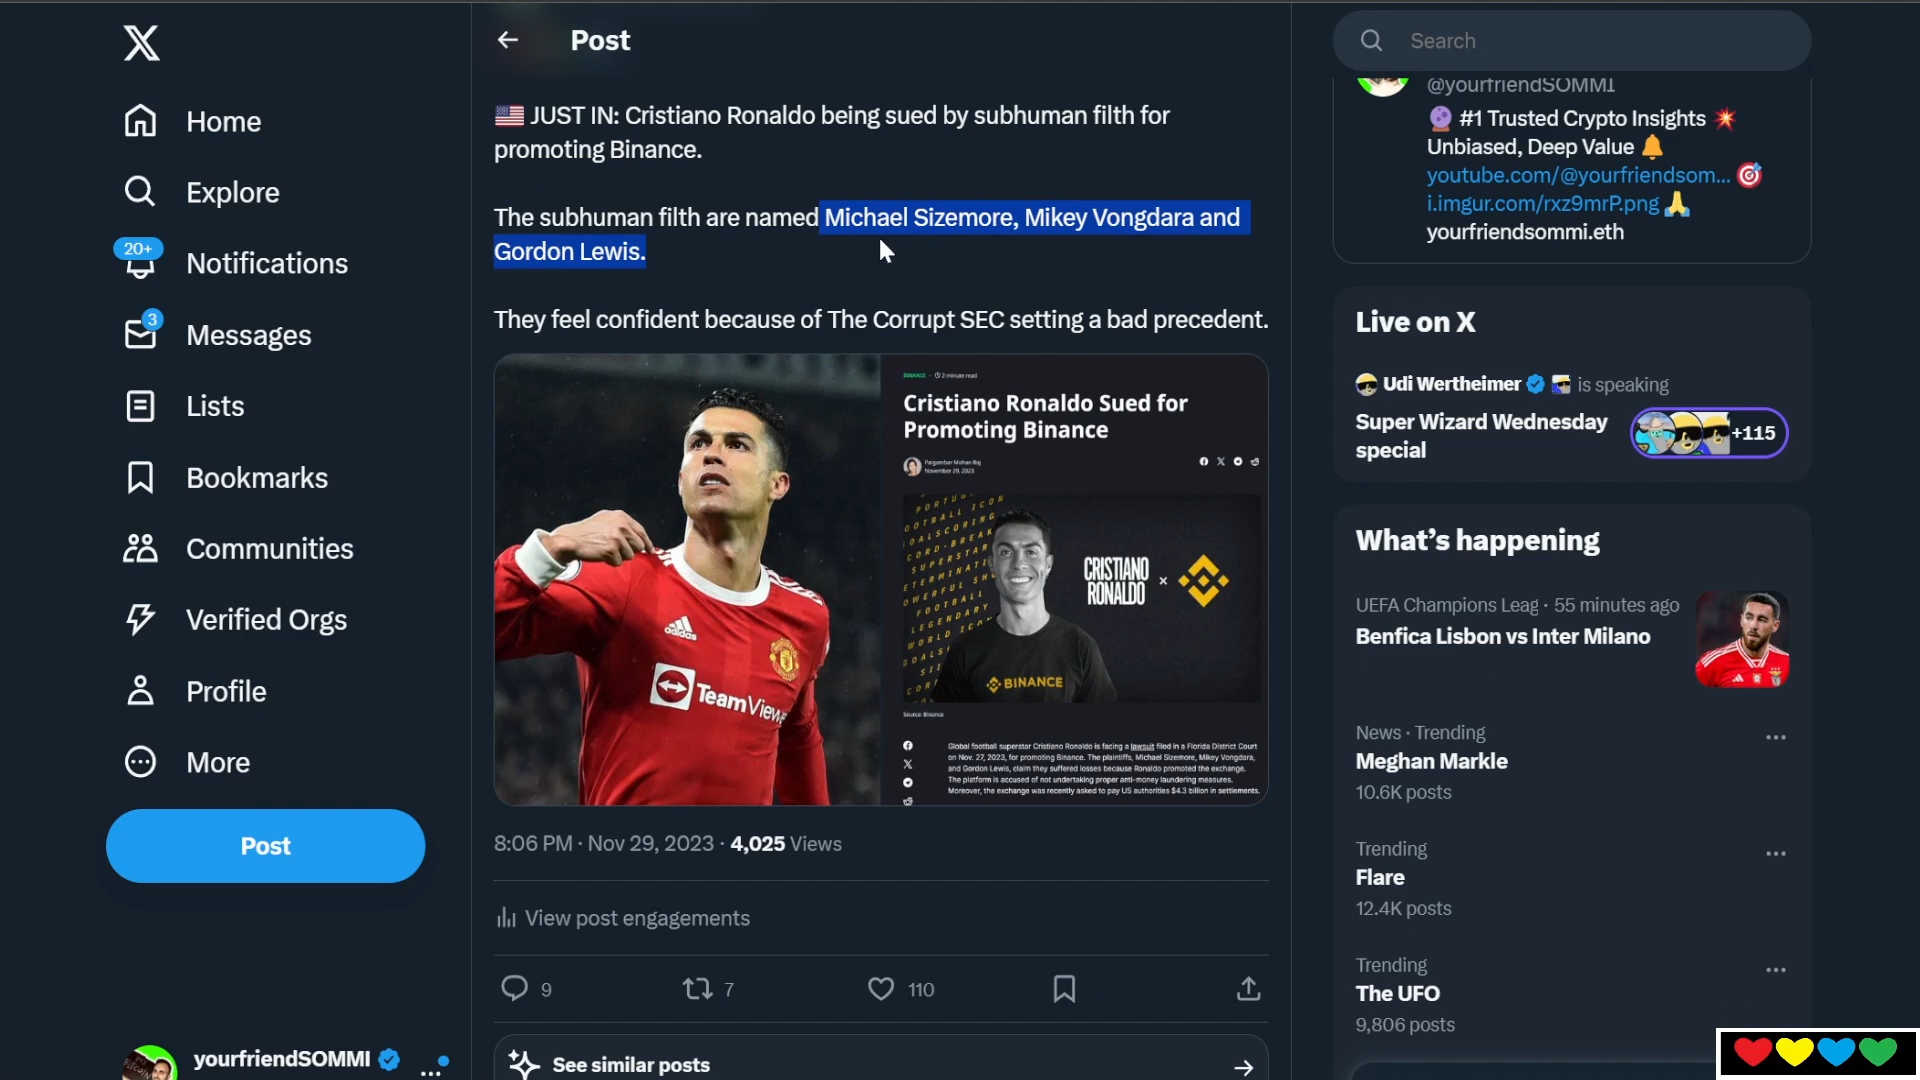 Post
Search
Home
Explore
20+
Notifications
3
Messages
Lists
Bookmarks
Communities
Verified Orgs
Profile
More
Post
yourfriendSOMMI
JUST IN: Cristiano Ronaldo being sued by subhuman filth for
promoting Binance.
The subhuman filth are named Michael Sizemore, Mikey Vongdara and
Gordon Lewis.
They feel confident because of The Corrupt SEC setting a bad precedent.
adidas
TeamView
BINANCE · 2 minute read
Cristiano Ronaldo Sued for
Promoting Binance
Paigambar Mohan Raj
November 29, 2023
CRISTIANO
RONALDO
×
BINANCE
Source: Binance
Global football superstar Cristiano Ronaldo is facing a lawsuit filed in a Florida District Court
on Nov. 27, 2023, for promoting Binance. The plaintiffs, Michael Sizemore, Mikey Vongdara,
and Gordon Lewis, claim they suffered losses because Ronaldo promoted the exchange.
The platform is accused of not undertaking proper anti-money laundering measures.
Moreover, the exchange was recently asked to pay US authorities $4.3 billion in settlements.
8:06 PM · Nov 29, 2023 · 4,025 Views
View post engagements
9 7 110
See similar posts
@yourfriendSOMMI
#1 Trusted Crypto Insights
Unbiased, Deep Value
youtube.com/@yourfriendsom...
i.imgur.com/rxz9mrP.png
yourfriendsommi.eth
Live on X
Udi Wertheimer is speaking
Super Wizard Wednesday
special
+115
What's happening
UEFA Champions Leag · 55 minutes ago
Benfica Lisbon vs Inter Milano
News · Trending
Meghan Markle
10.6K posts
Trending
Flare
12.4K posts
Trending
The UFO
9,806 posts